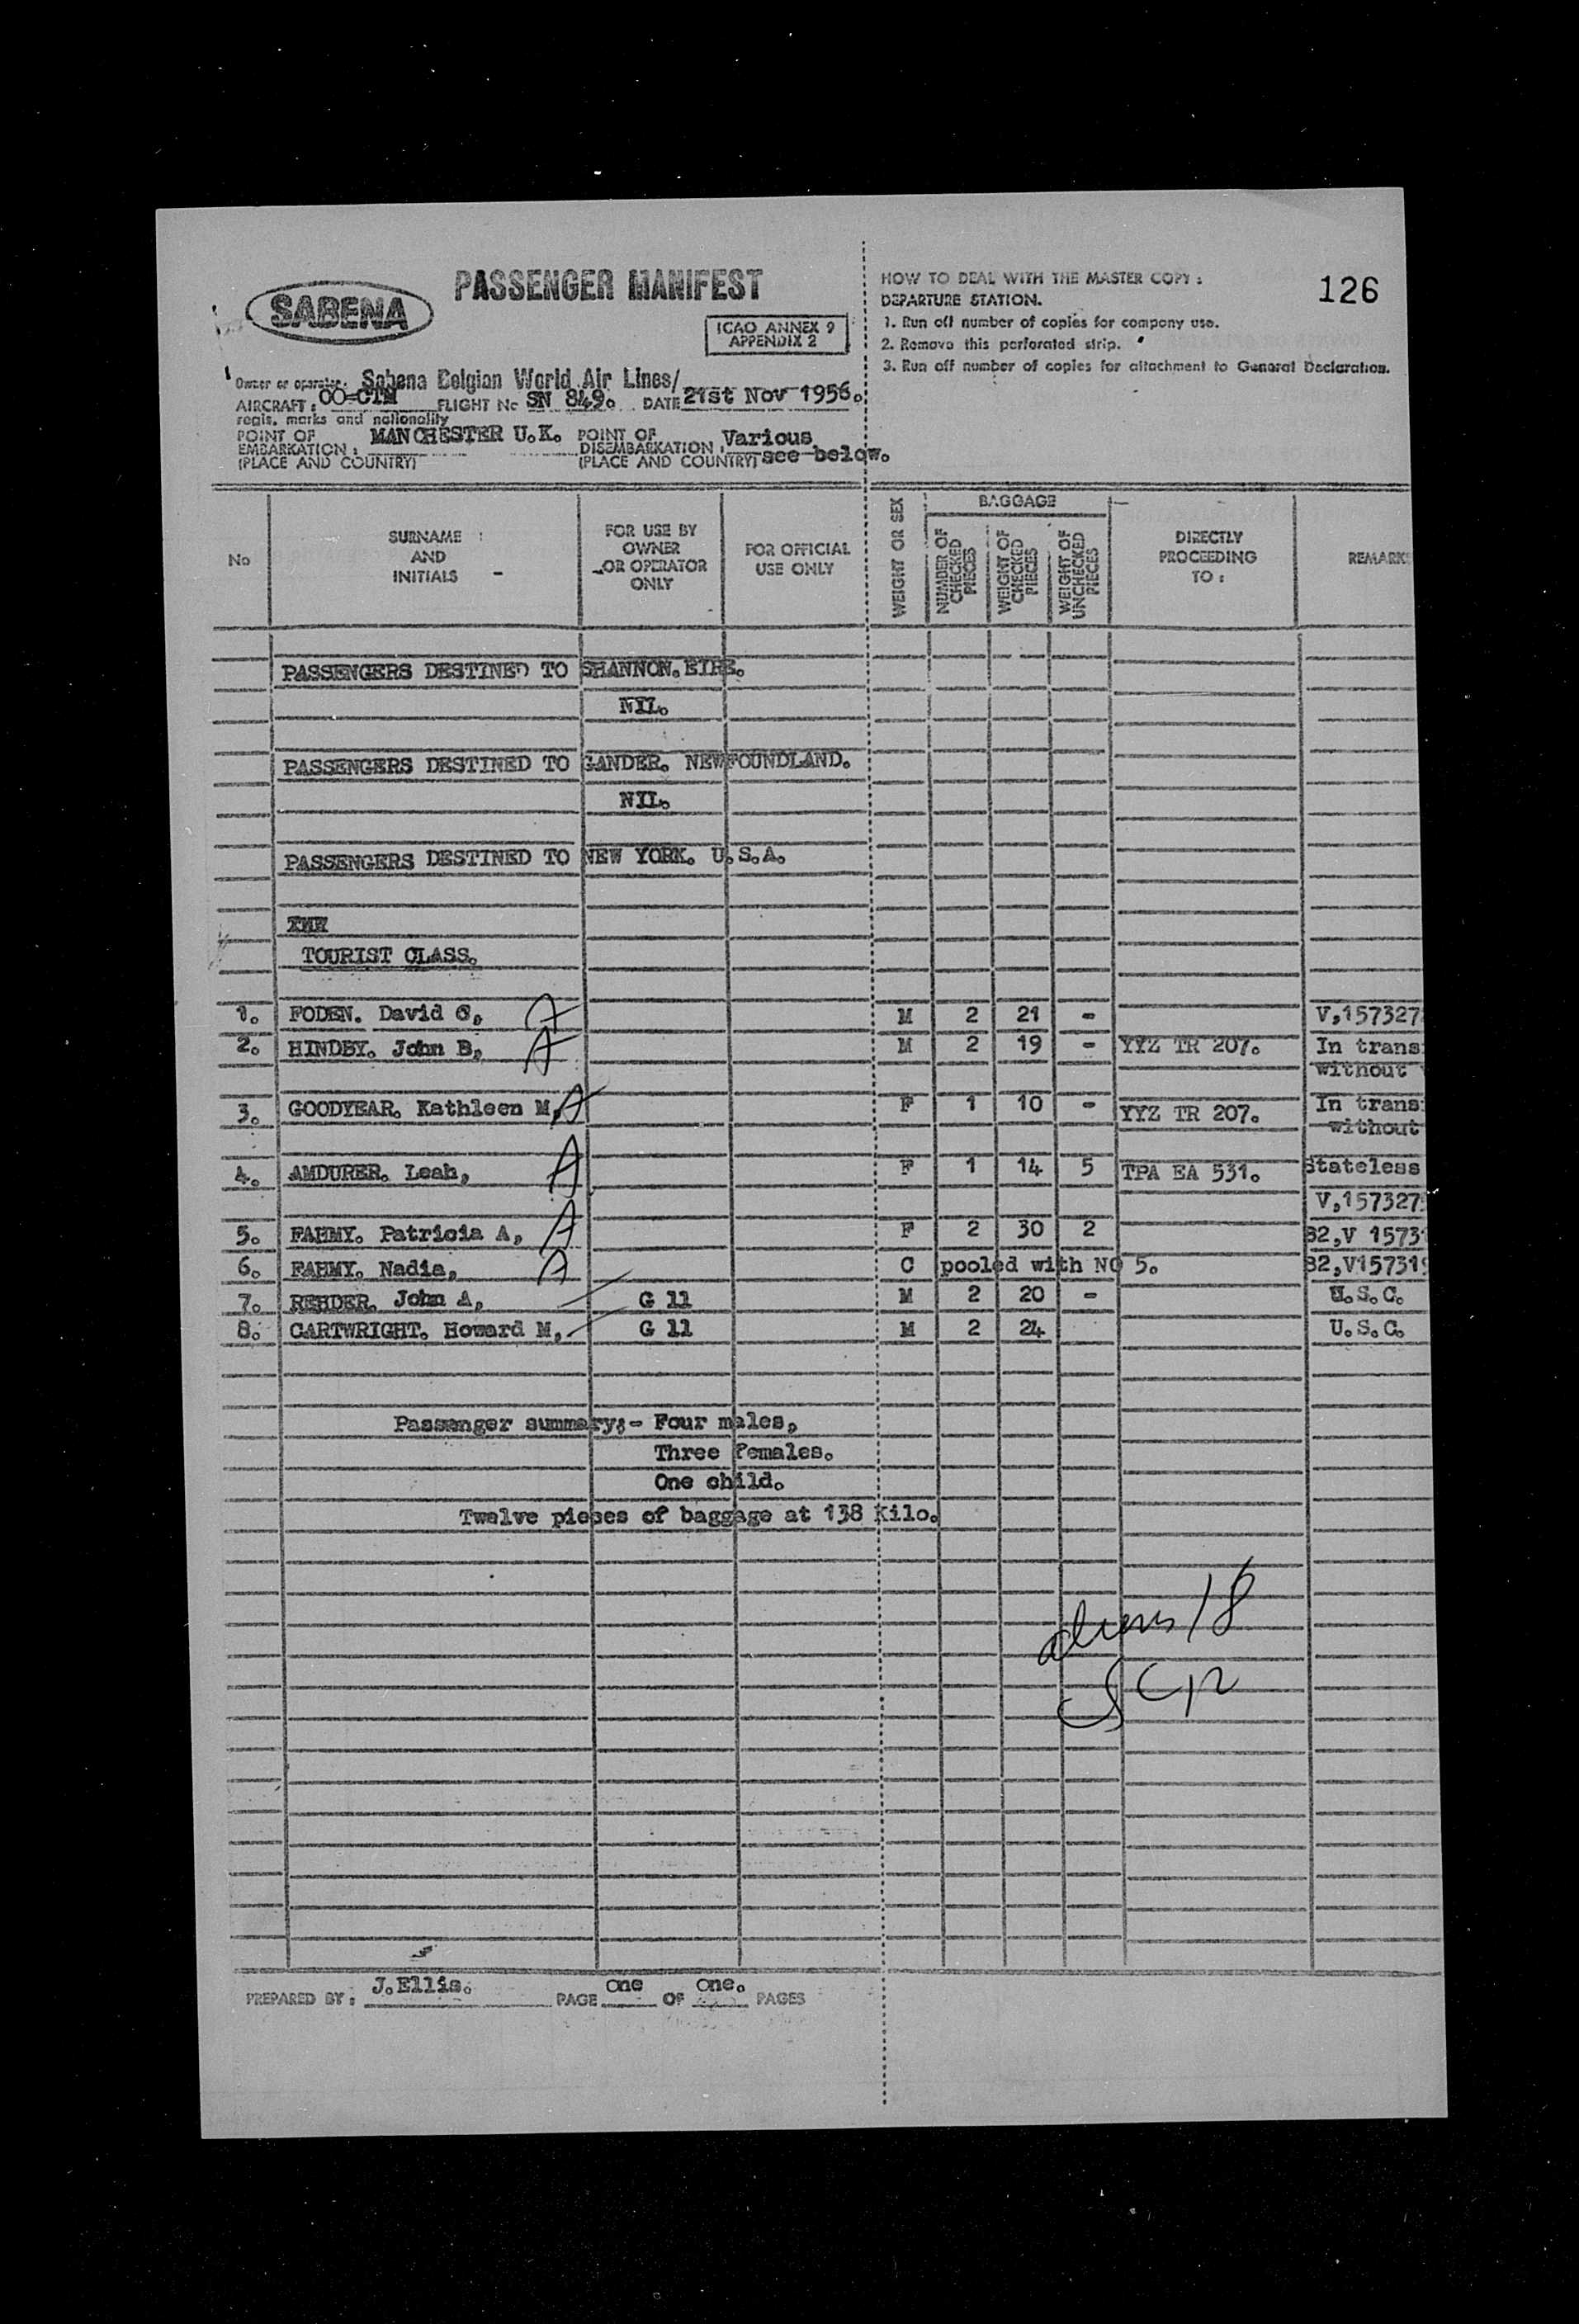 PASSENGER MANIFEST
SABENA
ICAO ANNEX 9
APPENDIX 2
HOW TO DEAL WITH THE MASTER COPY :
DEPARTURE STATION.
1. Run off number of copies for company use.
2. Remove this perforated strip.
3. Run off number of copies for attachment to General Declaration.
126
Owner or operator: Sabena Belgian World Air Lines/
AIRCRAFT : OO-CTM FLIGHT No SN 849. DATE 21st Nov 1956.
regis. marks and nationality
POINT OF EMBARKATION : MANCHESTER U.K. POINT OF DISEMBARKATION : Various
(PLACE AND COUNTRY) (PLACE AND COUNTRY) see below.
No
SURNAME AND INITIALS
FOR USE BY OWNER OR OPERATOR ONLY
FOR OFFICIAL USE ONLY
WEIGHT OR SEX
BAGGAGE
NUMBER OF CHECKED PIECES
WEIGHT OF CHECKED PIECES
WEIGHT OF UNCHECKED PIECES
DIRECTLY PROCEEDING TO :
REMARK
PASSENGERS DESTINED TO SHANNON. EIRE.
NIL.
PASSENGERS DESTINED TO GANDER. NEWFOUNDLAND.
NIL.
PASSENGERS DESTINED TO NEW YORK. U.S.A.
TOURIST CLASS.
1. FODEN. David G, M 2 21 - V,157327
2. HINDBY. John B, A M 2 19 - YYZ TR 207. In trans
without
3. GOODYEAR. Kathleen M, A F 1 10 - YYZ TR 207. In trans
without
4. AMDURER. Leah, A F 1 14 5 TPA EA 531. Stateless
V,157327
5. FAHMY. Patricia A, A F 2 30 2 B2,V 1573
6. FAHMY. Nadia, A C pooled with NO 5. B2,V15731
7. REHDER. John A, G 11 M 2 20 - U.S.C.
8. CARTWRIGHT. Howard M, G 11 M 2 24 U.S.C.
Passenger summary;- Four males,
Three females.
One child.
Twelve pieces of baggage at 138 Kilo.
PREPARED BY : J.Ellis. PAGE one OF one. PAGES